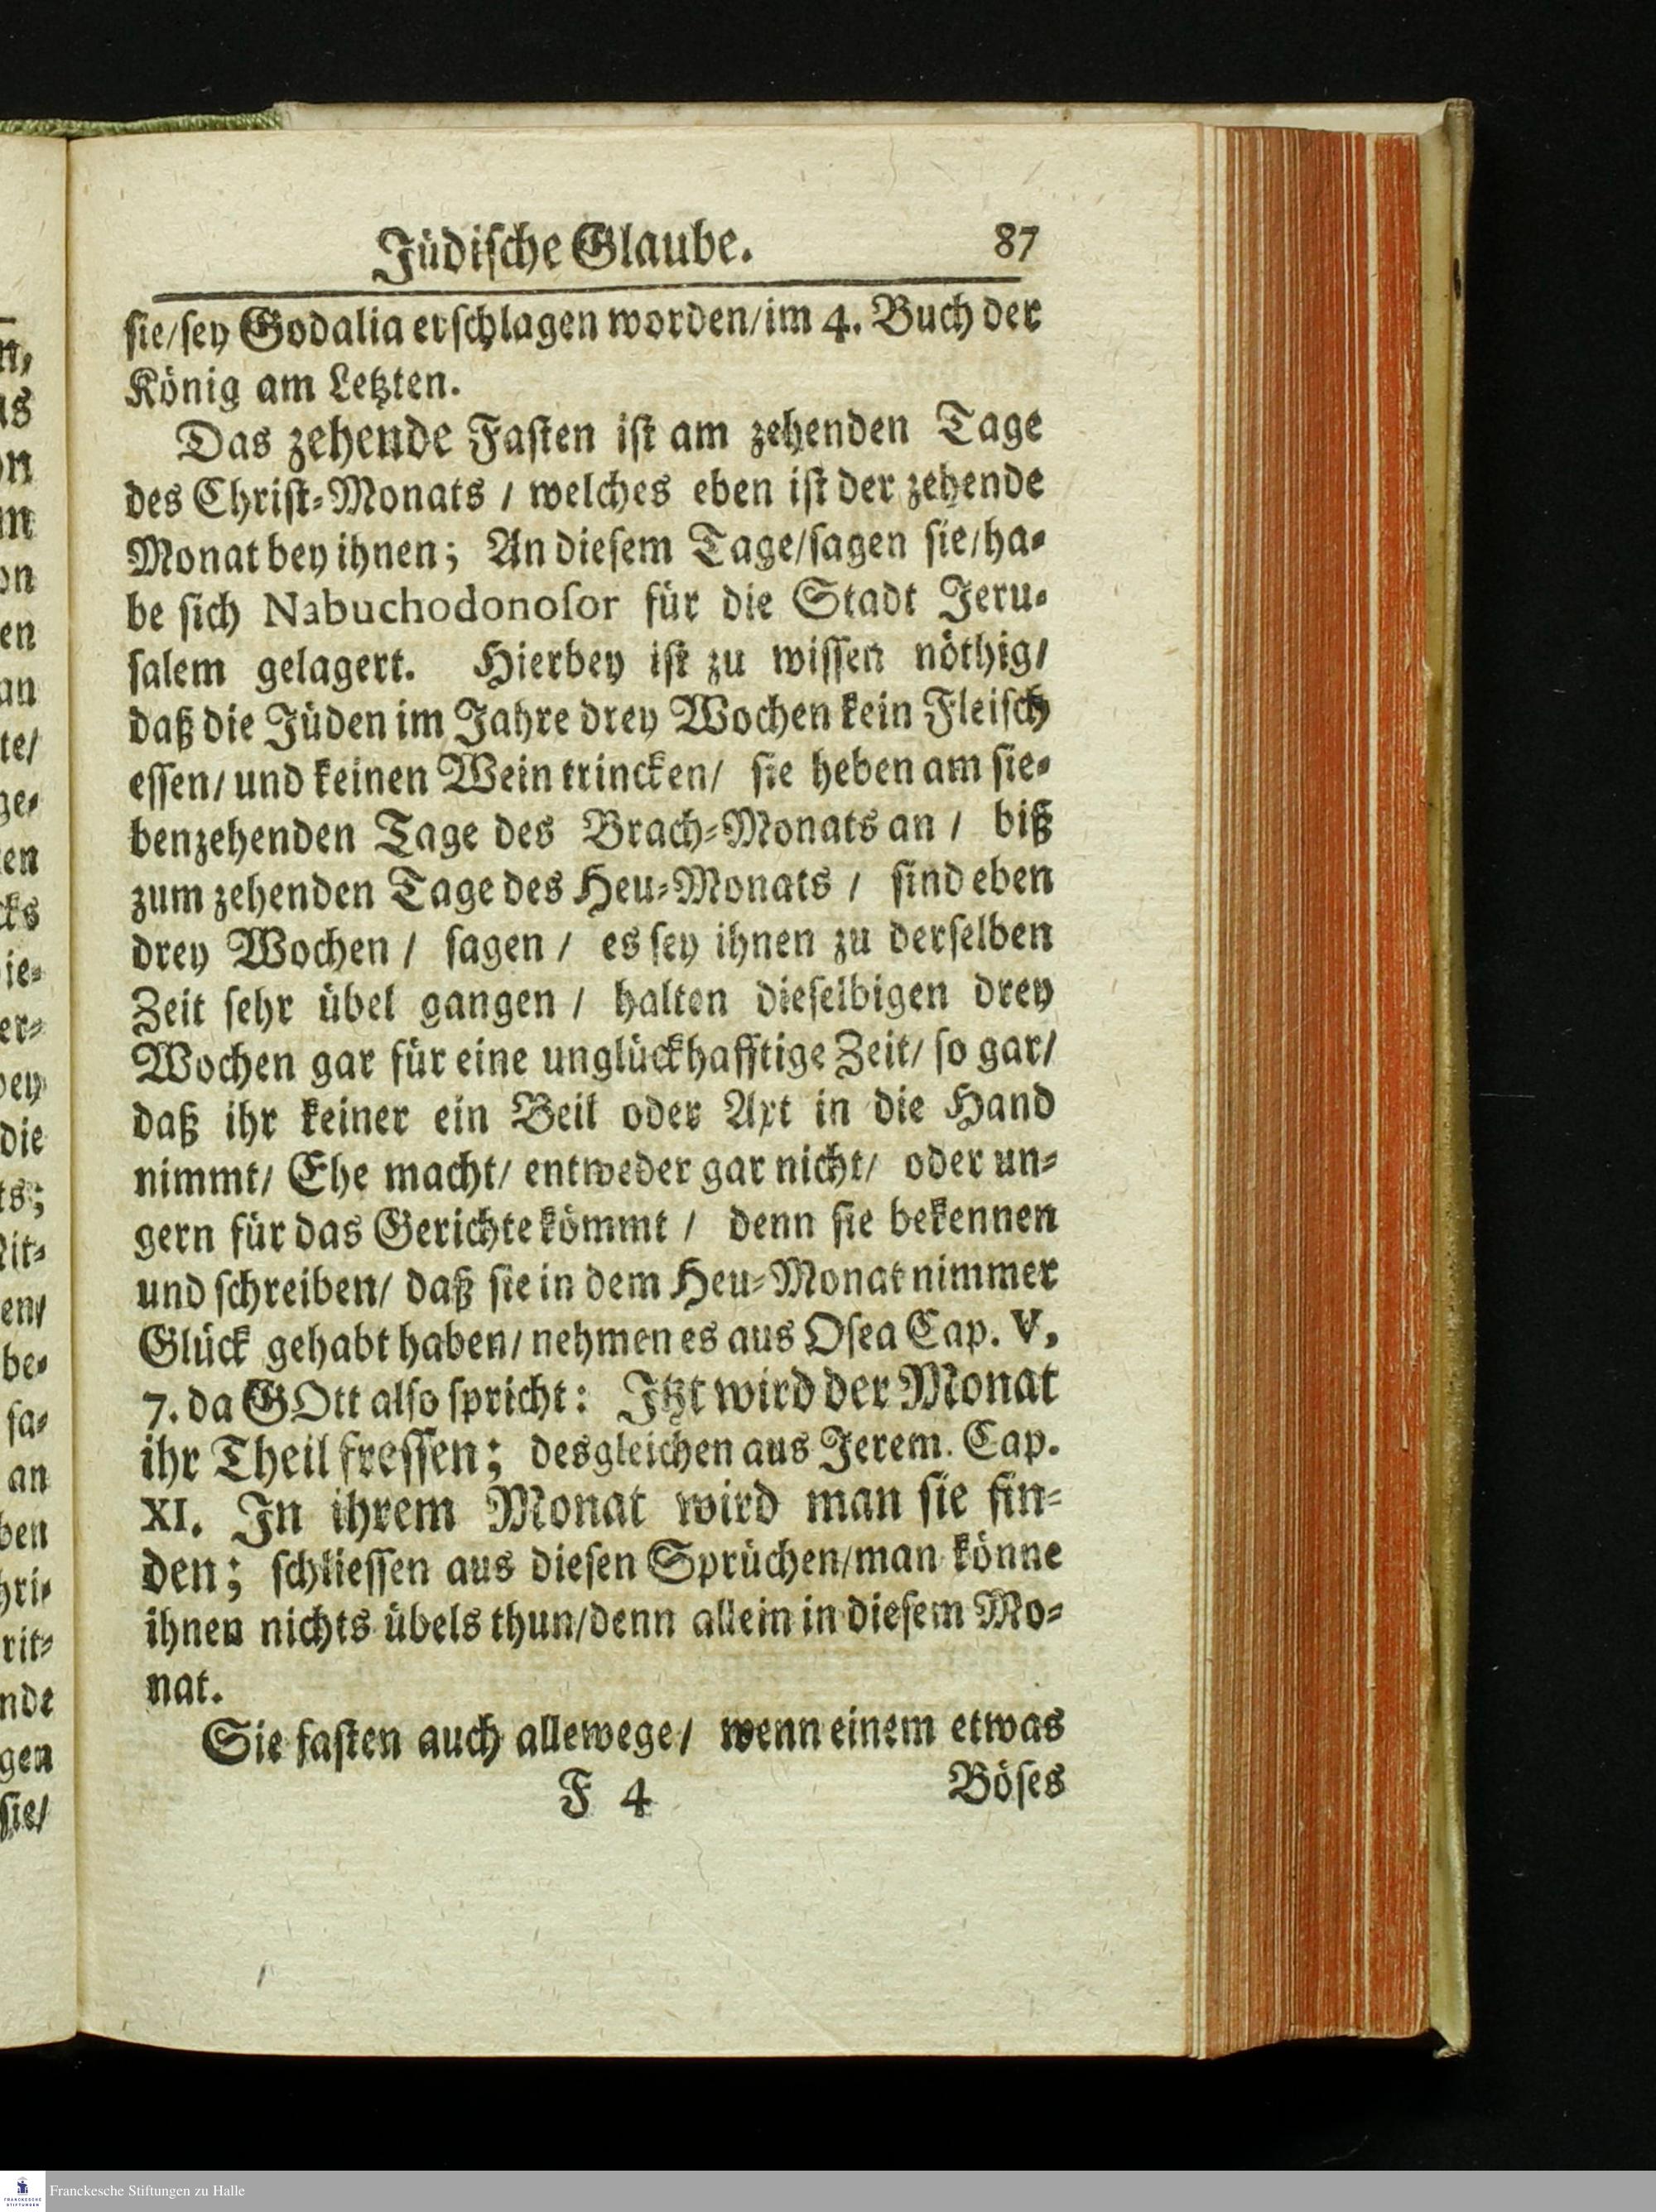 Jüdische Glaube. 87
sie/sey Godalia erschlagen worden/im 4. Buch der
König am Letzten.
Das zehende Fasten ist am zehenden Tage
des Christ-Monats / welches eben ist der zehende
Monat bey ihnen; An diesem Tage/sagen sie/ha-
be sich Nabuchodonosor für die Stadt Jeru-
salem gelagert. Hierbey ist zu wissen nöthig/
daß die Jüden im Jahre drey Wochen kein Fleisch
essen/ und keinen Wein trincken/ sie heben am sie-
benzehenden Tage des Brach-Monats an / biß
zum zehenden Tage des Heu-Monats / sind eben
drey Wochen / sagen / es sey ihnen zu derselben
Zeit sehr übel gangen / halten dieselbigen drey
Wochen gar für eine unglückhafftige Zeit/ so gar/
daß ihr keiner ein Beil oder Axt in die Hand
nimmt/ Ehe macht/ entweder gar nicht/ oder un-
gern für das Gerichte kömmt / denn sie bekennen
und schreiben/ daß sie in dem Heu-Monat nimmer
Glück gehabt haben/ nehmen es aus Osea Cap. V,
7. da GOtt also spricht: Jtzt wird der Monat
ihr Theil fressen; desgleichen aus Jerem. Cap.
XI. Jn ihrem Monat wird man sie fin-
den; schliessen aus diesen Sprüchen/man könne
ihnen nichts übels thun/denn allein in diesem Mo-
nat.
Sie fasten auch allewege/ wenn einem etwas
F 4 Böses
Franckesche Stiftungen zu Halle